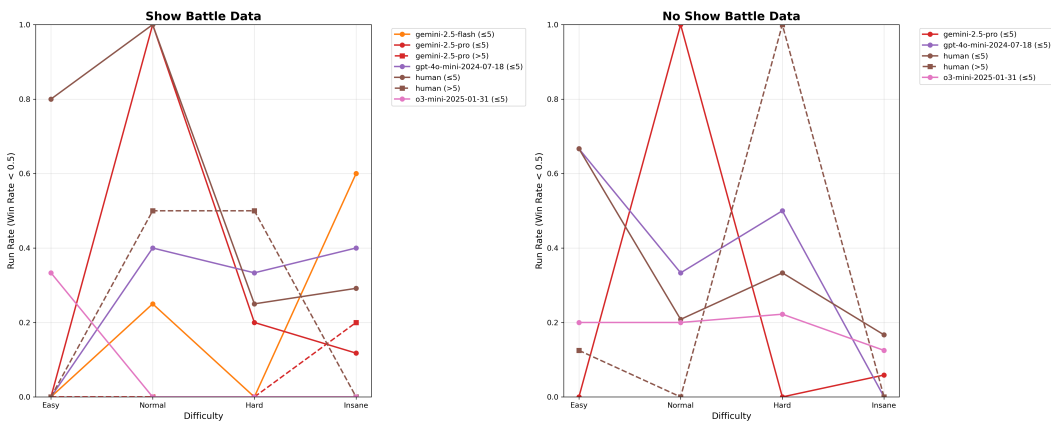 Show Battle Data
Run Rate (Win Rate < 0.5)
1.0
0.8
0.6
0.4
0.2
0.0
Easy
Normal
Hard
Insane
Difficulty
gemini-2.5-flash (≤5)
gemini-2.5-pro (≤5)
gemini-2.5-pro (>5)
gpt-4o-mini-2024-07-18 (≤5)
human (≤5)
human (>5)
o3-mini-2025-01-31 (≤5)
No Show Battle Data
Run Rate (Win Rate < 0.5)
1.0
0.8
0.6
0.4
0.2
0.0
Easy
Normal
Hard
Insane
Difficulty
gemini-2.5-pro (≤5)
gpt-4o-mini-2024-07-18 (≤5)
human (≤5)
human (>5)
o3-mini-2025-01-31 (≤5)